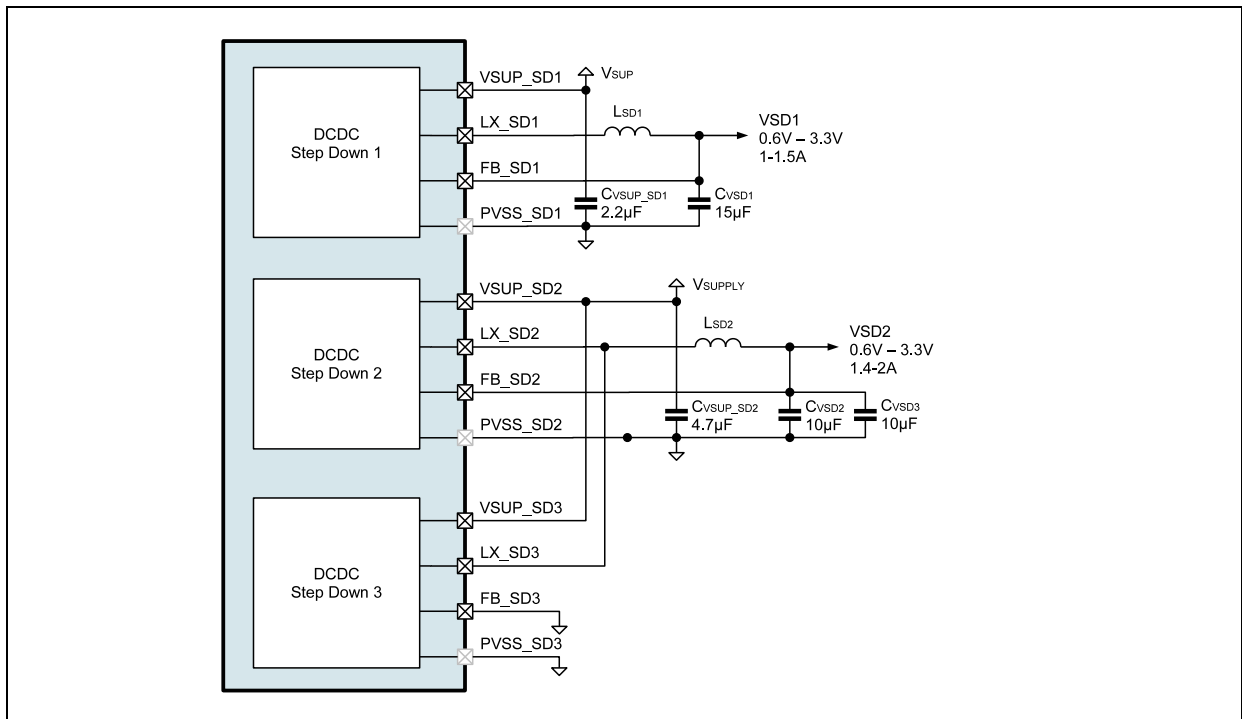 DCDC
Step Down 1
VSUP_SD1
LX_SD1
FB_SD1
PVSS_SD1
VSUP
LSD1
VSD1
0.6V – 3.3V
1-1.5A
CVSUP_SD1
2.2µF
CVSD1
15µF
DCDC
Step Down 2
VSUP_SD2
LX_SD2
FB_SD2
PVSS_SD2
VSUPPLY
LSD2
VSD2
0.6V – 3.3V
1.4-2A
CVSUP_SD2
4.7µF
CVSD2
10µF
CVSD3
10µF
DCDC
Step Down 3
VSUP_SD3
LX_SD3
FB_SD3
PVSS_SD3